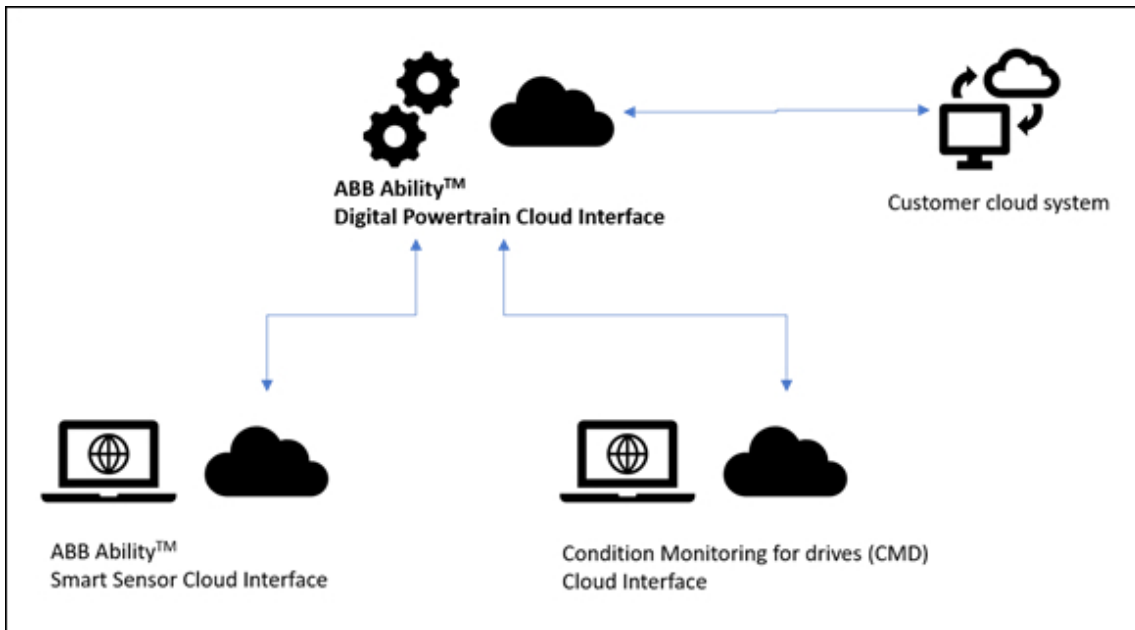 ABB Ability™
Digital Powertrain Cloud Interface
Customer cloud system
ABB Ability™
Smart Sensor Cloud Interface
Condition Monitoring for drives (CMD)
Cloud Interface